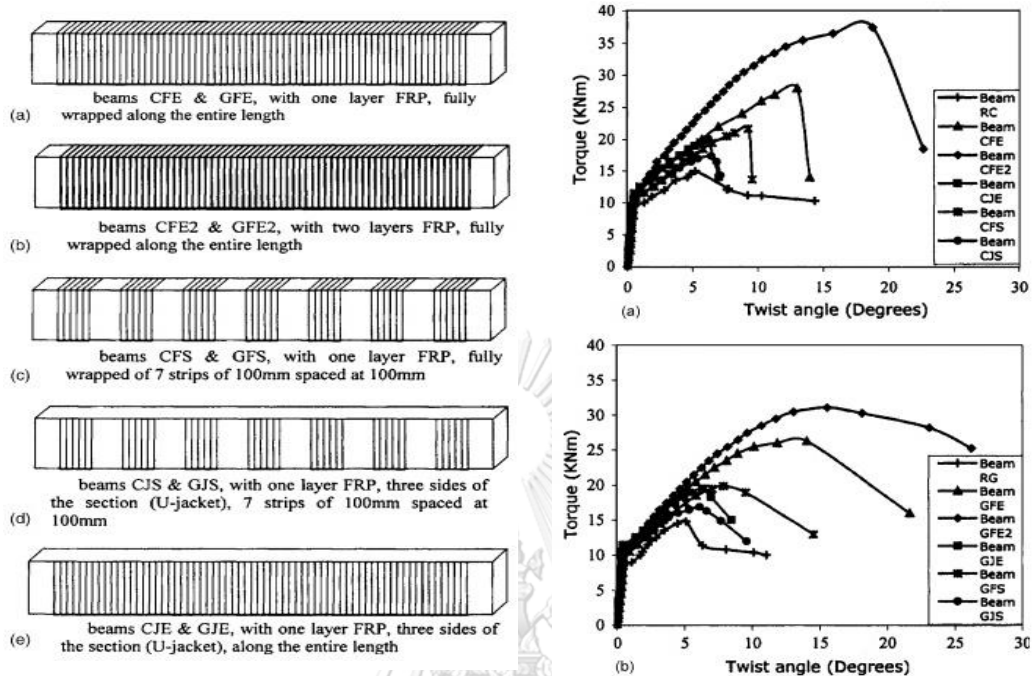 beams CFE & GFE, with one layer FRP, fully
(a) wrapped along the entire length
beams CFE2 & GFE2, with two layers FRP, fully
(b) wrapped along the entire length
beams CFS & GFS, with one layer FRP, fully
(c) wrapped of 7 strips of 100mm spaced at 100mm
beams CJS & GJS, with one layer FRP, three sides of
(d) the section (U-jacket), 7 strips of 100mm spaced at
100mm
beams CJE & GJE, with one layer FRP, three sides of
(e) the section (U-jacket), along the entire length
Torque (KNm)
40
35
30
25
20
15
10
5
0
0 5 10 15 20 25 30
(a) Twist angle (Degrees)
Beam
RC
Beam
CFE
Beam
CFE2
Beam
CJE
Beam
CFS
Beam
CJS
Torque (KNm)
40
35
30
25
20
15
10
5
0
0 5 10 15 20 25 30
(b) Twist angle (Degrees)
Beam
RG
Beam
GFE
Beam
GFE2
Beam
GJE
Beam
GFS
Beam
GJS